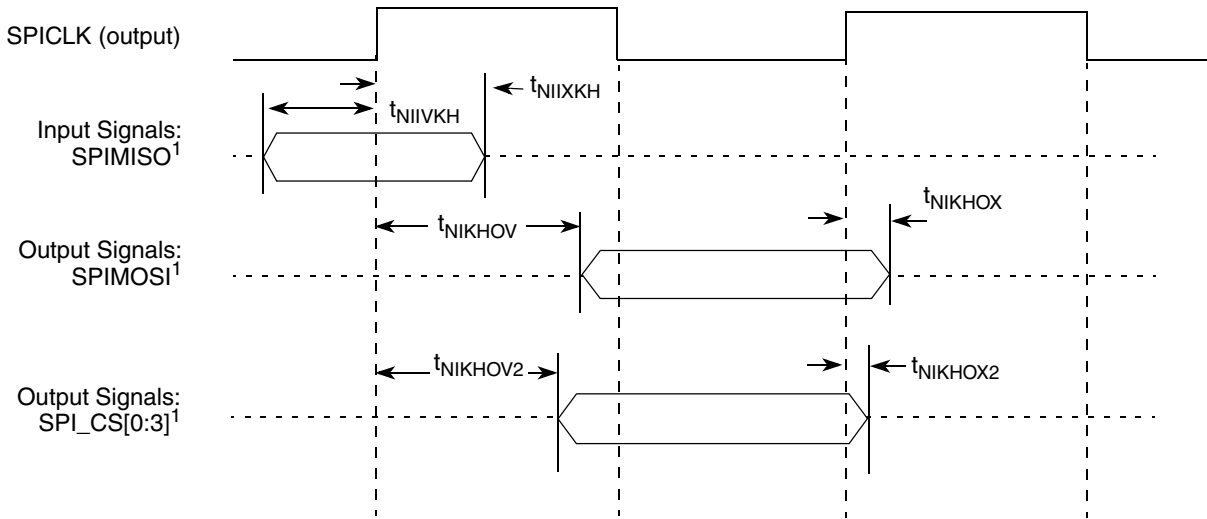 SPICLK (output)
tNIIXKH
tNIIVKH
Input Signals:
SPIMISO1
tNIKHOX
tNIKHOV
Output Signals:
SPIMOSI1
tNIKHOV2
tNIKHOX2
Output Signals:
SPI_CS[0:3]1